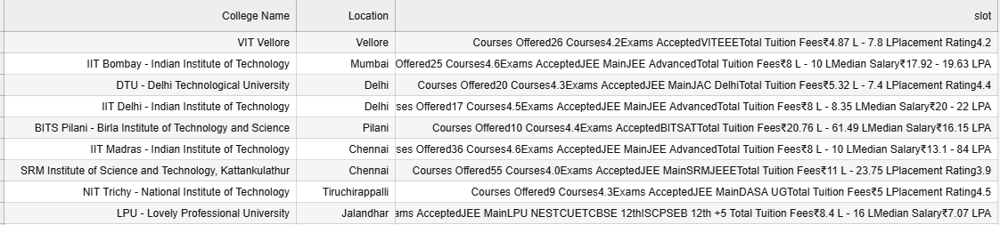 College Name Location slot
VIT Vellore Vellore Courses Offered26 Courses4.2Exams AcceptedVITEEETotal Tuition Fees₹4.87 L - 7.8 LPlacement Rating4.2
IIT Bombay - Indian Institute of Technology Mumbai Offered25 Courses4.6Exams AcceptedJEE MainJEE AdvancedTotal Tuition Fees₹8 L - 10 LMedian Salary₹17.92 - 19.63 LPA
DTU - Delhi Technological University Delhi Courses Offered20 Courses4.3Exams AcceptedJEE MainJAC DelhiTotal Tuition Fees₹5.32 L - 7.4 LPlacement Rating4.4
IIT Delhi - Indian Institute of Technology Delhi ses Offered17 Courses4.5Exams AcceptedJEE MainJEE AdvancedTotal Tuition Fees₹8 L - 8.35 LMedian Salary₹20 - 22 LPA
BITS Pilani - Birla Institute of Technology and Science Pilani Courses Offered10 Courses4.4Exams AcceptedBITSATTotal Tuition Fees₹20.76 L - 61.49 LMedian Salary₹16.15 LPA
IIT Madras - Indian Institute of Technology Chennai ses Offered36 Courses4.6Exams AcceptedJEE MainJEE AdvancedTotal Tuition Fees₹8 L - 10 LMedian Salary₹13.1 - 84 LPA
SRM Institute of Science and Technology, Kattankulathur Chennai Courses Offered55 Courses4.0Exams AcceptedJEE MainSRMJEEETotal Tuition Fees₹11 L - 23.75 LPlacement Rating3.9
NIT Trichy - National Institute of Technology Tiruchirappalli Courses Offered9 Courses4.3Exams AcceptedJEE MainDASA UGTotal Tuition Fees₹5 LPlacement Rating4.5
LPU - Lovely Professional University Jalandhar ams AcceptedJEE MainLPU NESTCUETCBSE 12thISCPSEB 12th +5 Total Tuition Fees₹8.4 L - 16 LMedian Salary₹7.07 LPA